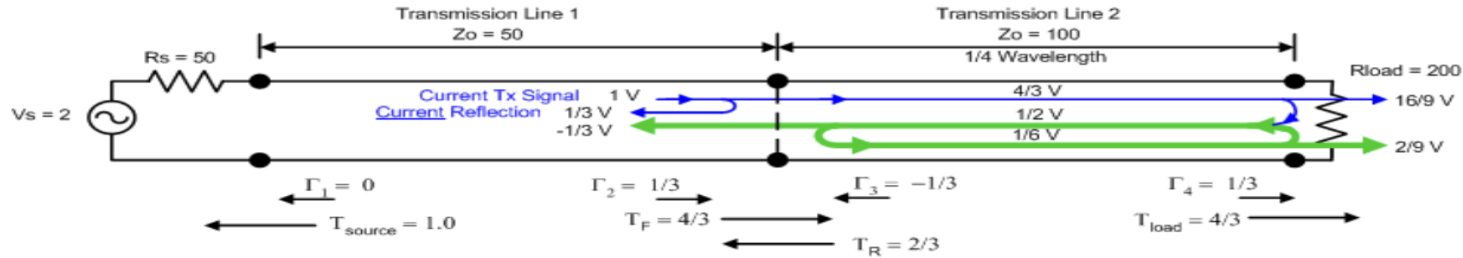 Transmission Line 1
Zo = 50
Transmission Line 2
Zo = 100
1/4 Wavelength
Rs = 50
Vs = 2
Rload = 200
Current Tx Signal 1 V
Current Reflection 1/3 V
-1/3 V
4/3 V
1/2 V
1/6 V
16/9 V
2/9 V
Γ1 = 0
Γ2 = 1/3
Γ3 = −1/3
Γ4 = 1/3
Tsource = 1.0
TF = 4/3
TR = 2/3
Tload = 4/3